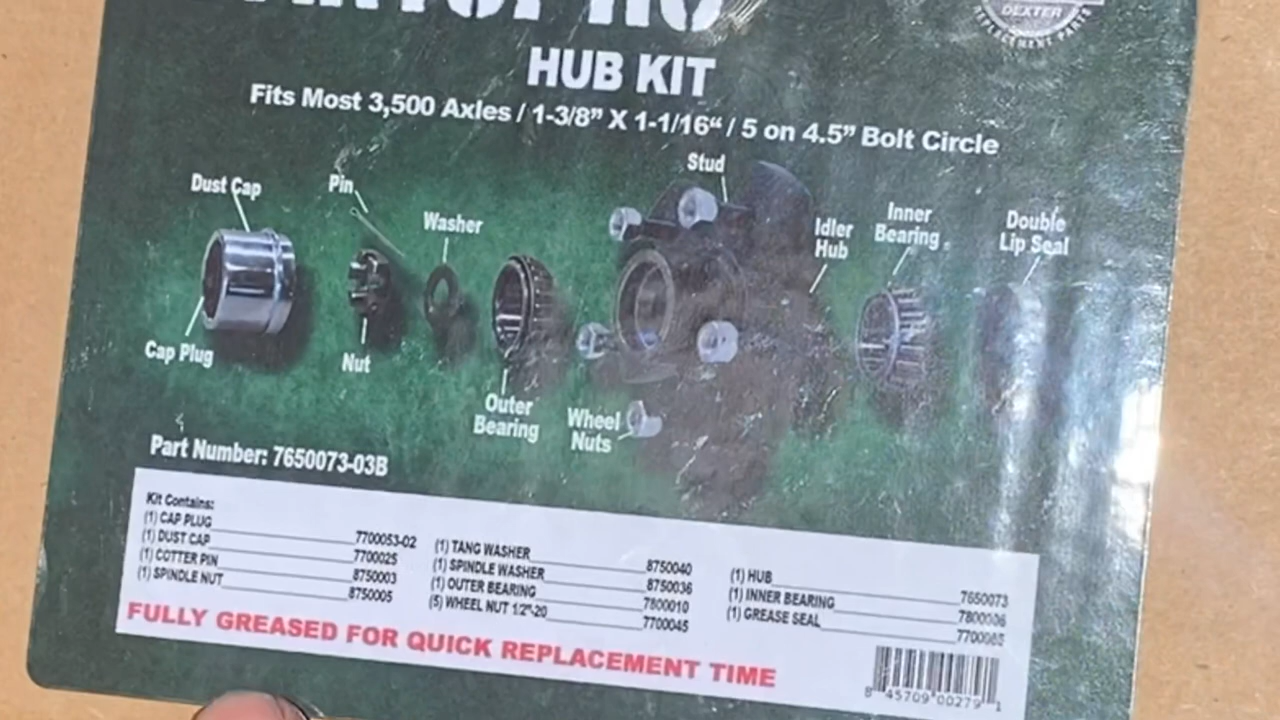 DEXTER
REPLACEMENT PARTS
HUB KIT
Fits Most 3,500 Axles / 1-3/8” X 1-1/16“ / 5 on 4.5” Bolt Circle
Stud
Dust Cap
Pin
Washer
Idler
Hub
Inner
Bearing
Double
Lip Seal
Cap Plug
Nut
Outer
Bearing
Wheel
Nuts
Part Number: 7650073-03B
Kit Contains:
(1) CAP PLUG 7700053-02
(1) DUST CAP 7700025
(1) COTTER PIN 8750003
(1) SPINDLE NUT 8750005
(1) TANG WASHER 8750040
(1) SPINDLE WASHER 8750036
(1) OUTER BEARING 7800010
(5) WHEEL NUT 1/2"-20 7700045
(1) HUB 7650073
(1) INNER BEARING 7800006
(1) GREASE SEAL
FULLY GREASED FOR QUICK REPLACEMENT TIME
8 45709 00279 1